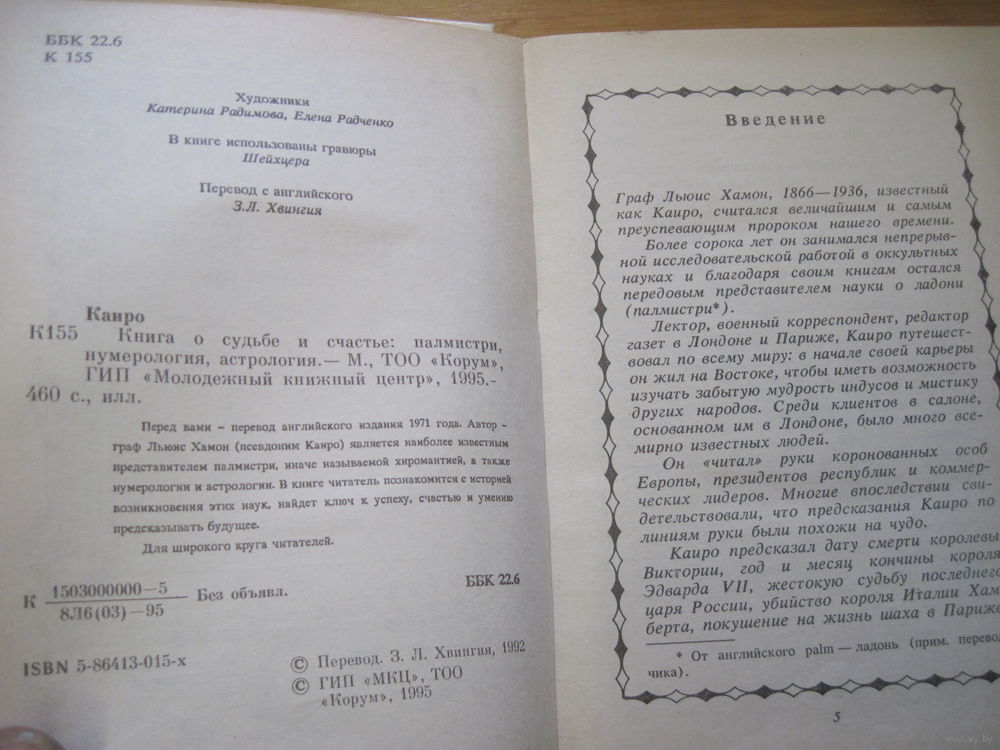 ББК 22.6
К 155
Художники
Катерина Радимова, Елена Радченко
В книге использованы гравюры
Шейхцера
Перевод с английского
З.Л. Хвингия
Каиро
К155 Книга о судьбе и счастье: палмистри,
нумерология, астрология.— М., ТОО «Корум»,
ГИП «Молодежный книжный центр», 1995.-
460 с., илл.
Перед вами – перевод английского издания 1971 года. Автор -
граф Льюис Хамон (псевдоним Каиро) является наиболее известным
представителем палмистри, иначе называемой хиромантией, а также
нумерологии и астрологии. В книге читатель познакомится с историей
возникновения этих наук, найдет ключ к успеху, счастью и умению
предсказывать будущее.
Для широкого круга читателей.
К 1503000000—5
8Л6(03)—95
Без объявл.
ББК 22.6
ISBN 5-86413-015-х
© Перевод. З. Л. Хвингия, 1992
© ГИП «МКЦ», ТОО
«Корум», 1995
Введение
Граф Льюис Хамон, 1866—1936, известный
как Каиро, считался величайшим и самым
преуспевающим пророком нашего времени.
Более сорока лет он занимался непрерыв-
ной исследовательской работой в оккультных
науках и благодаря своим книгам остался
передовым представителем науки о ладони
(палмистри*).
Лектор, военный корреспондент, редактор
газет в Лондоне и Париже, Каиро путешест-
вовал по всему миру: в начале своей карьеры
он жил на Востоке, чтобы иметь возможность
изучать забытую мудрость индусов и мистику
других народов. Среди клиентов в салоне,
основанном им в Лондоне, было много все-
мирно известных людей.
Он «читал» руки коронованных особ
Европы, президентов республик и коммер-
ческих лидеров. Многие впоследствии сви-
детельствовали, что предсказания Каиро по
линиям руки были похожи на чудо.
Каиро предсказал дату смерти королевы
Виктории, год и месяц кончины короля
Эдварда VII, жестокую судьбу последнего
царя России, убийство короля Италии Хам-
берта, покушение на жизнь шаха в Париже
* От английского palm — ладонь (прим. перевод-
чика).
5
www.ay.by